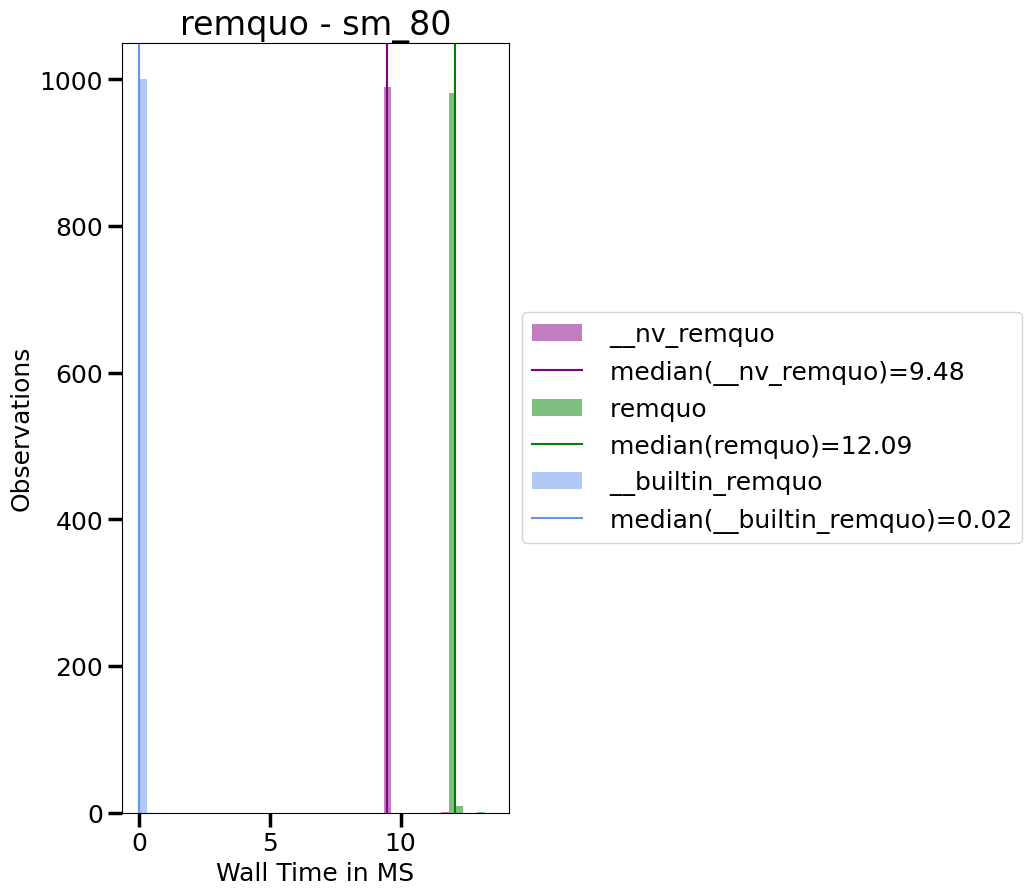 remquo - sm_80
1000
800
600
400
200
0
Observations
0 5 10
Wall Time in MS
__nv_remquo
median(__nv_remquo)=9.48
remquo
median(remquo)=12.09
__builtin_remquo
median(__builtin_remquo)=0.02